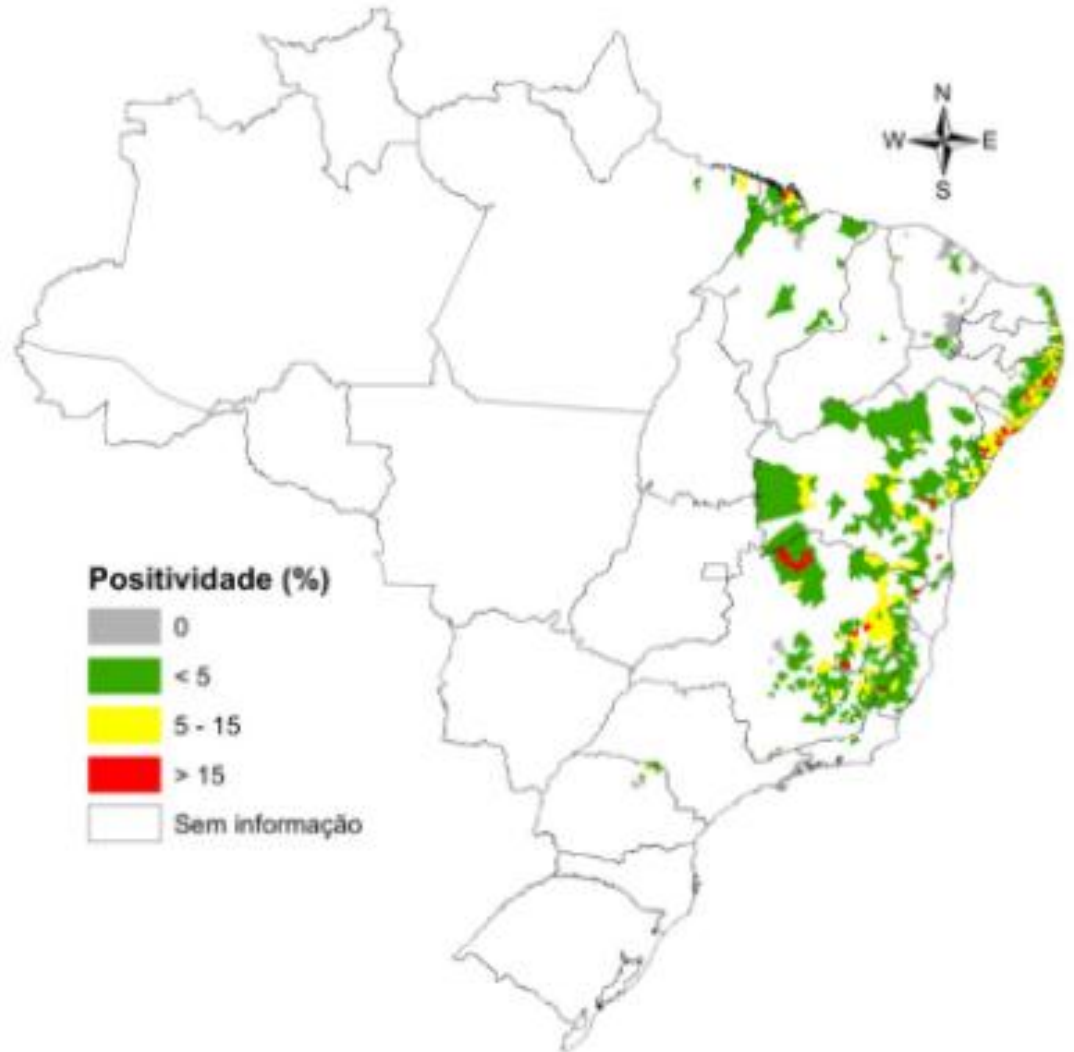 N
W E
S
Positividade (%)
0
< 5
5 - 15
> 15
Sem informação